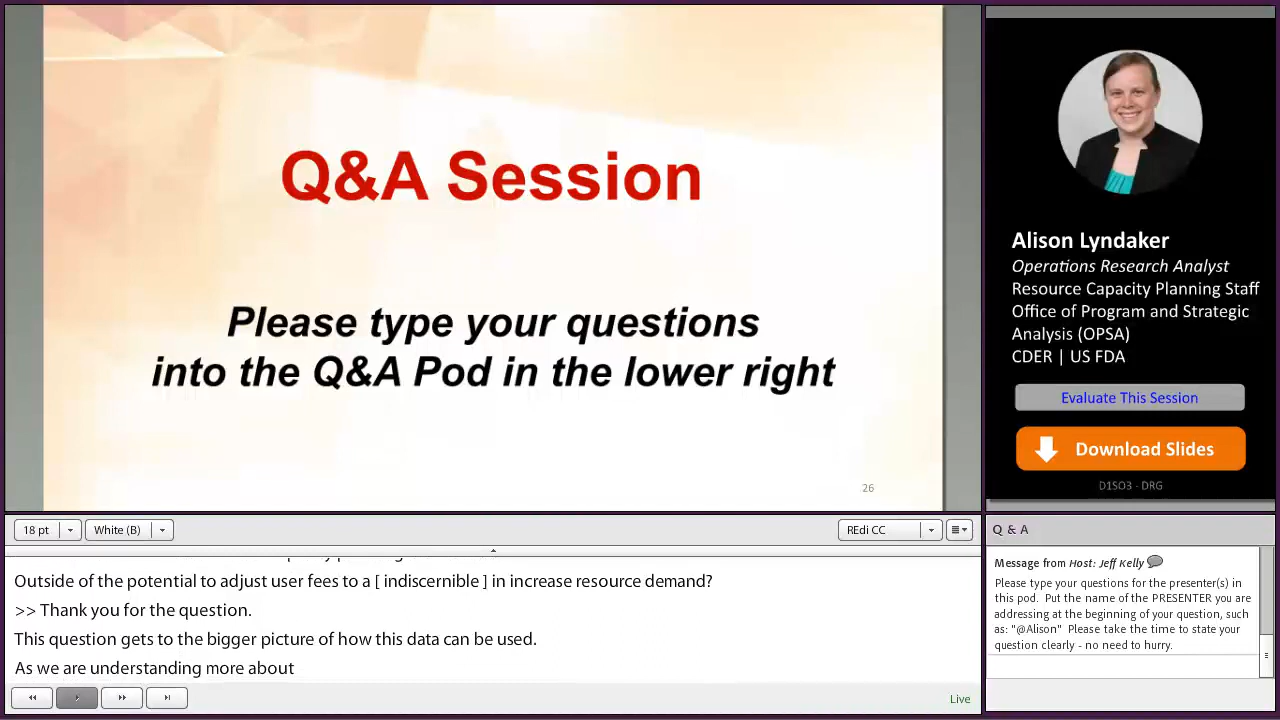 Q&A Session
Please type your questions
into the Q&A Pod in the lower right
26
Alison Lyndaker
Operations Research Analyst
Resource Capacity Planning Staff
Office of Program and Strategic
Analysis (OPSA)
CDER | US FDA
Evaluate This Session
Download Slides
D1SO3 - DRG
18 pt
White (B)
REdi CC
Outside of the potential to adjust user fees to a [ indiscernible ] in increase resource demand?
>> Thank you for the question.
This question gets to the bigger picture of how this data can be used.
As we are understanding more about
Live
Q & A
Message from Host: Jeff Kelly
Please type your questions for the presenter(s) in
this pod. Put the name of the PRESENTER you are
addressing at the beginning of your question, such
as: "@Alison" Please take the time to state your
question clearly - no need to hurry.